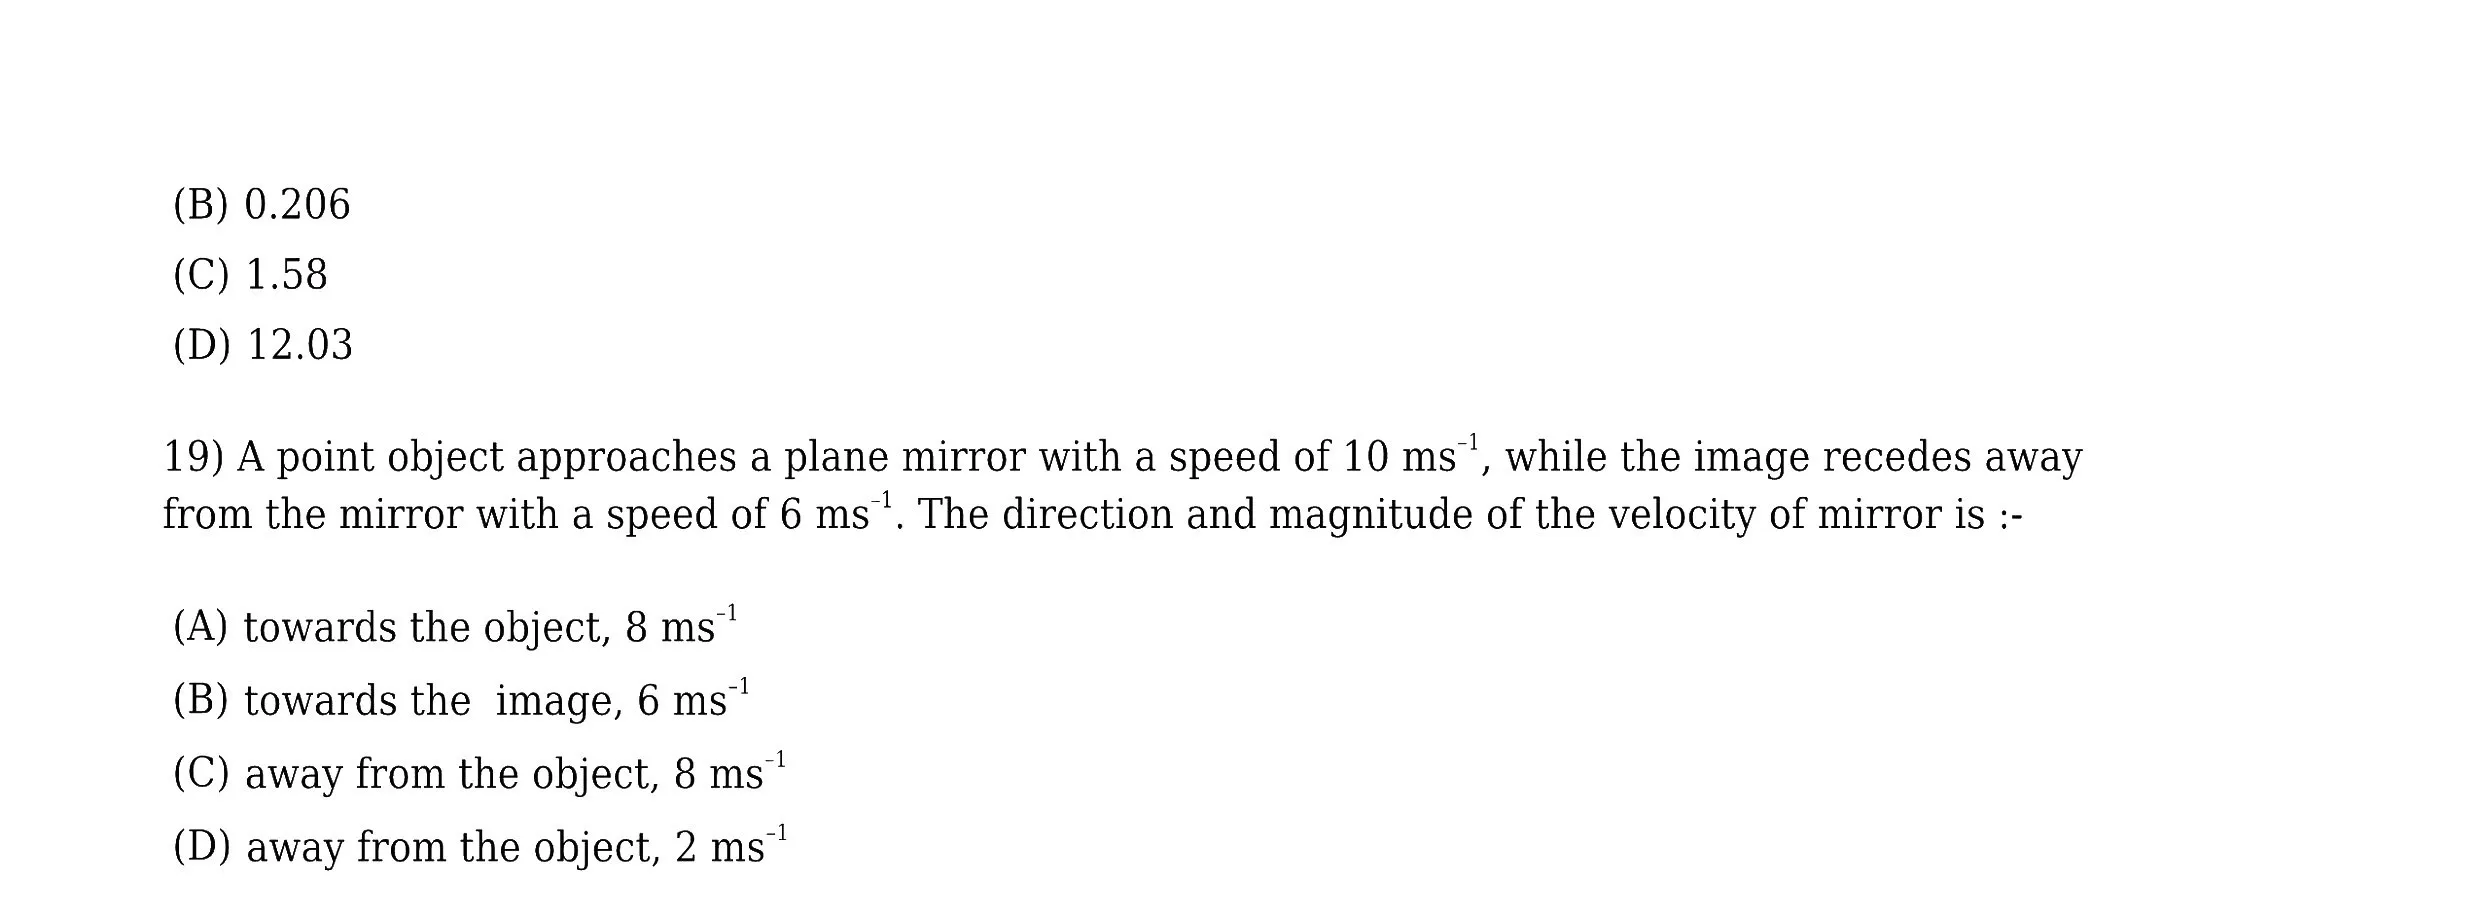 (B) 0.206
(C) 1.58
(D) 12.03
19) A point object approaches a plane mirror with a speed of 10 ms⁻¹, while the image recedes away
from the mirror with a speed of 6 ms⁻¹. The direction and magnitude of the velocity of mirror is :-
(A) towards the object, 8 ms⁻¹
(B) towards the  image, 6 ms⁻¹
(C) away from the object, 8 ms⁻¹
(D) away from the object, 2 ms⁻¹